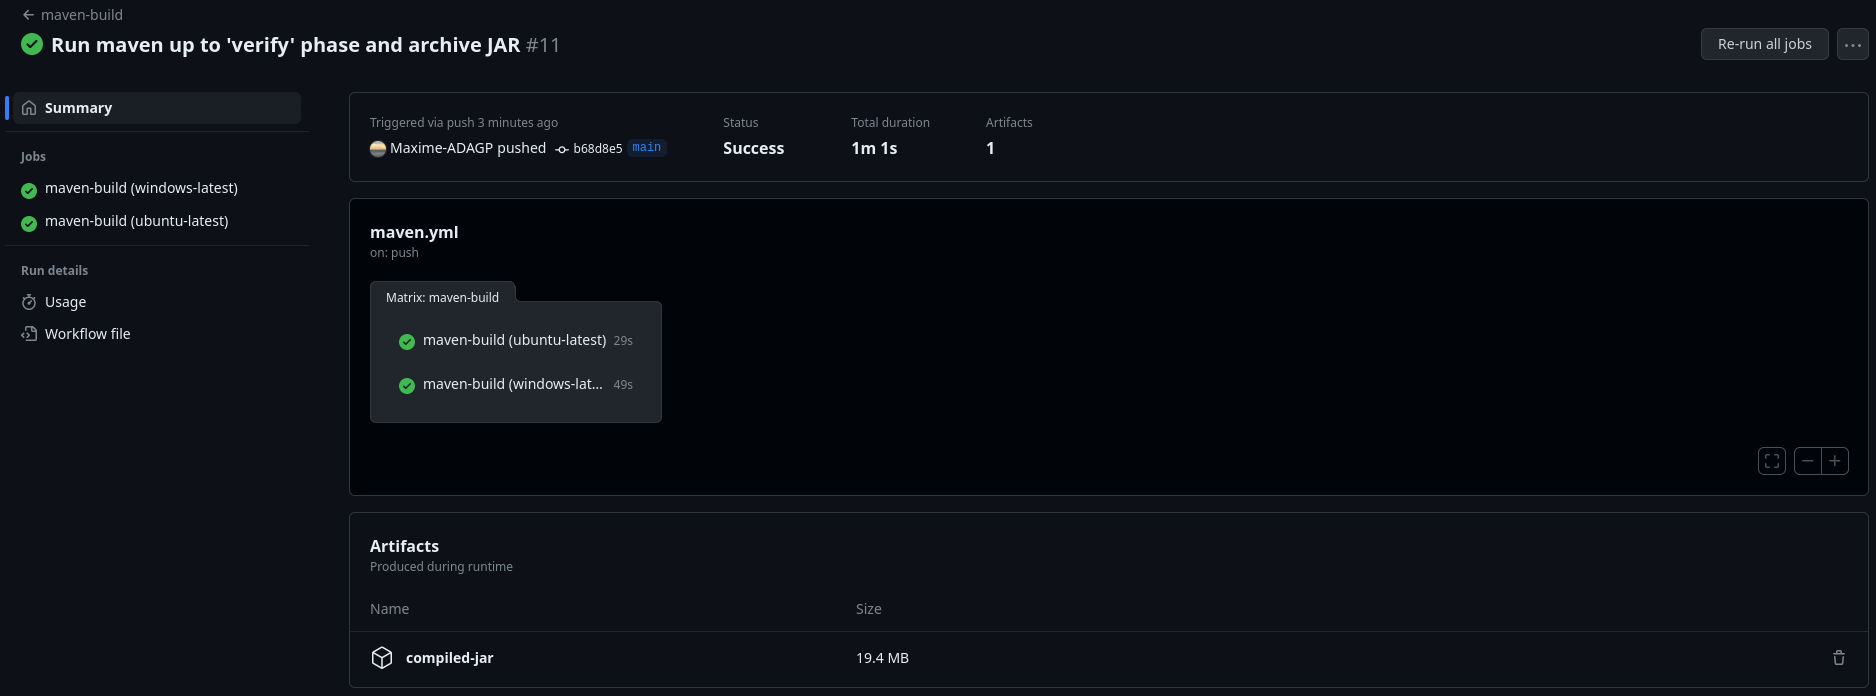 maven-build
Run maven up to 'verify' phase and archive JAR #11
Re-run all jobs
Summary
Jobs
maven-build (windows-latest)
maven-build (ubuntu-latest)
Run details
Usage
Workflow file
Triggered via push 3 minutes ago
Maxime-ADAGP pushed b68d8e5 main
Status
Success
Total duration
1m 1s
Artifacts
1
maven.yml
on: push
Matrix: maven-build
maven-build (ubuntu-latest) 29s
maven-build (windows-lat... 49s
Artifacts
Produced during runtime
Name Size
compiled-jar 19.4 MB